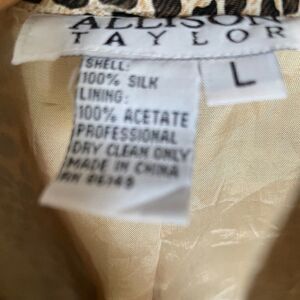 ALLISON
TAYLOR
L
SHELL:
100% SILK
LINING:
100% ACETATE
PROFESSIONAL
DRY CLEAN ONLY
MADE IN CHINA